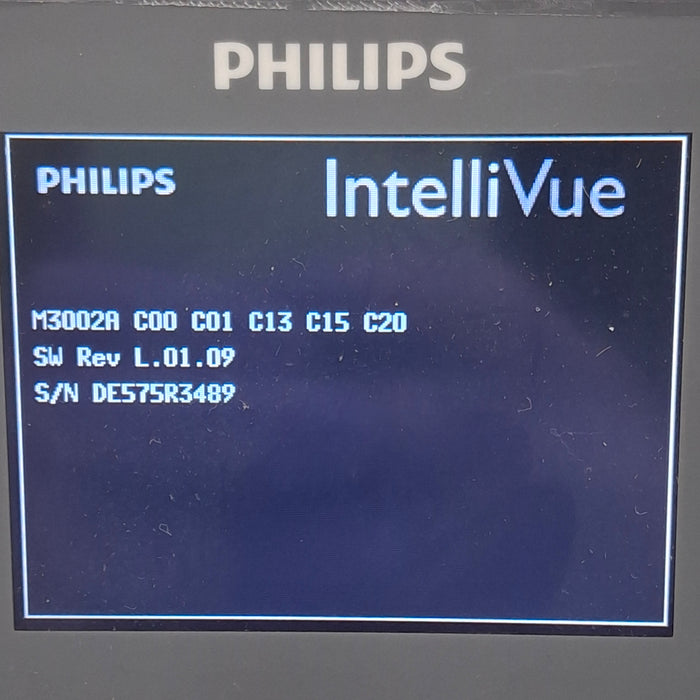 PHILIPS
PHILIPS IntelliVue
M3002A C00 C01 C13 C15 C20
SW Rev L.01.09
S/N DE575R3489